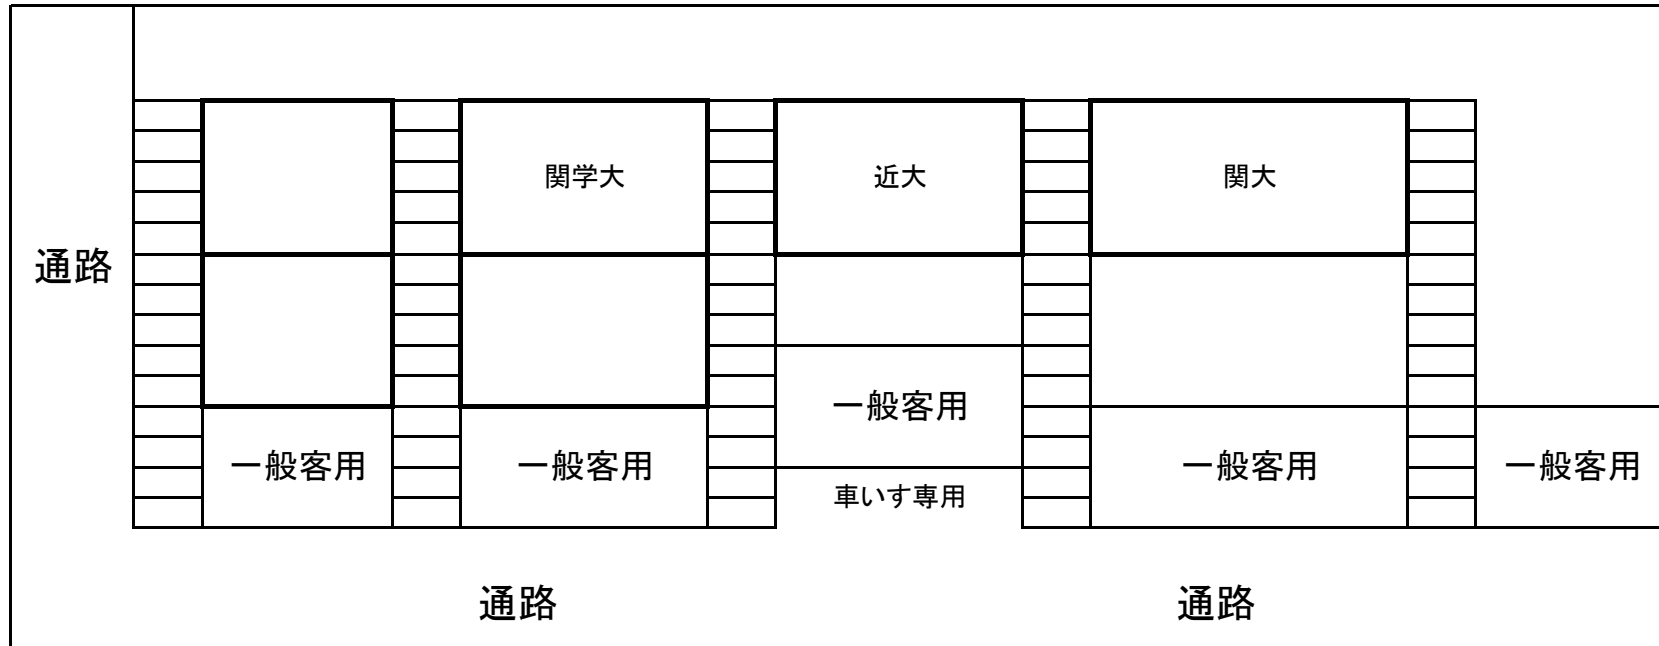 関学大
近大
関大
通路
一般客用
一般客用
一般客用
一般客用
一般客用
車いす専用
通路
通路